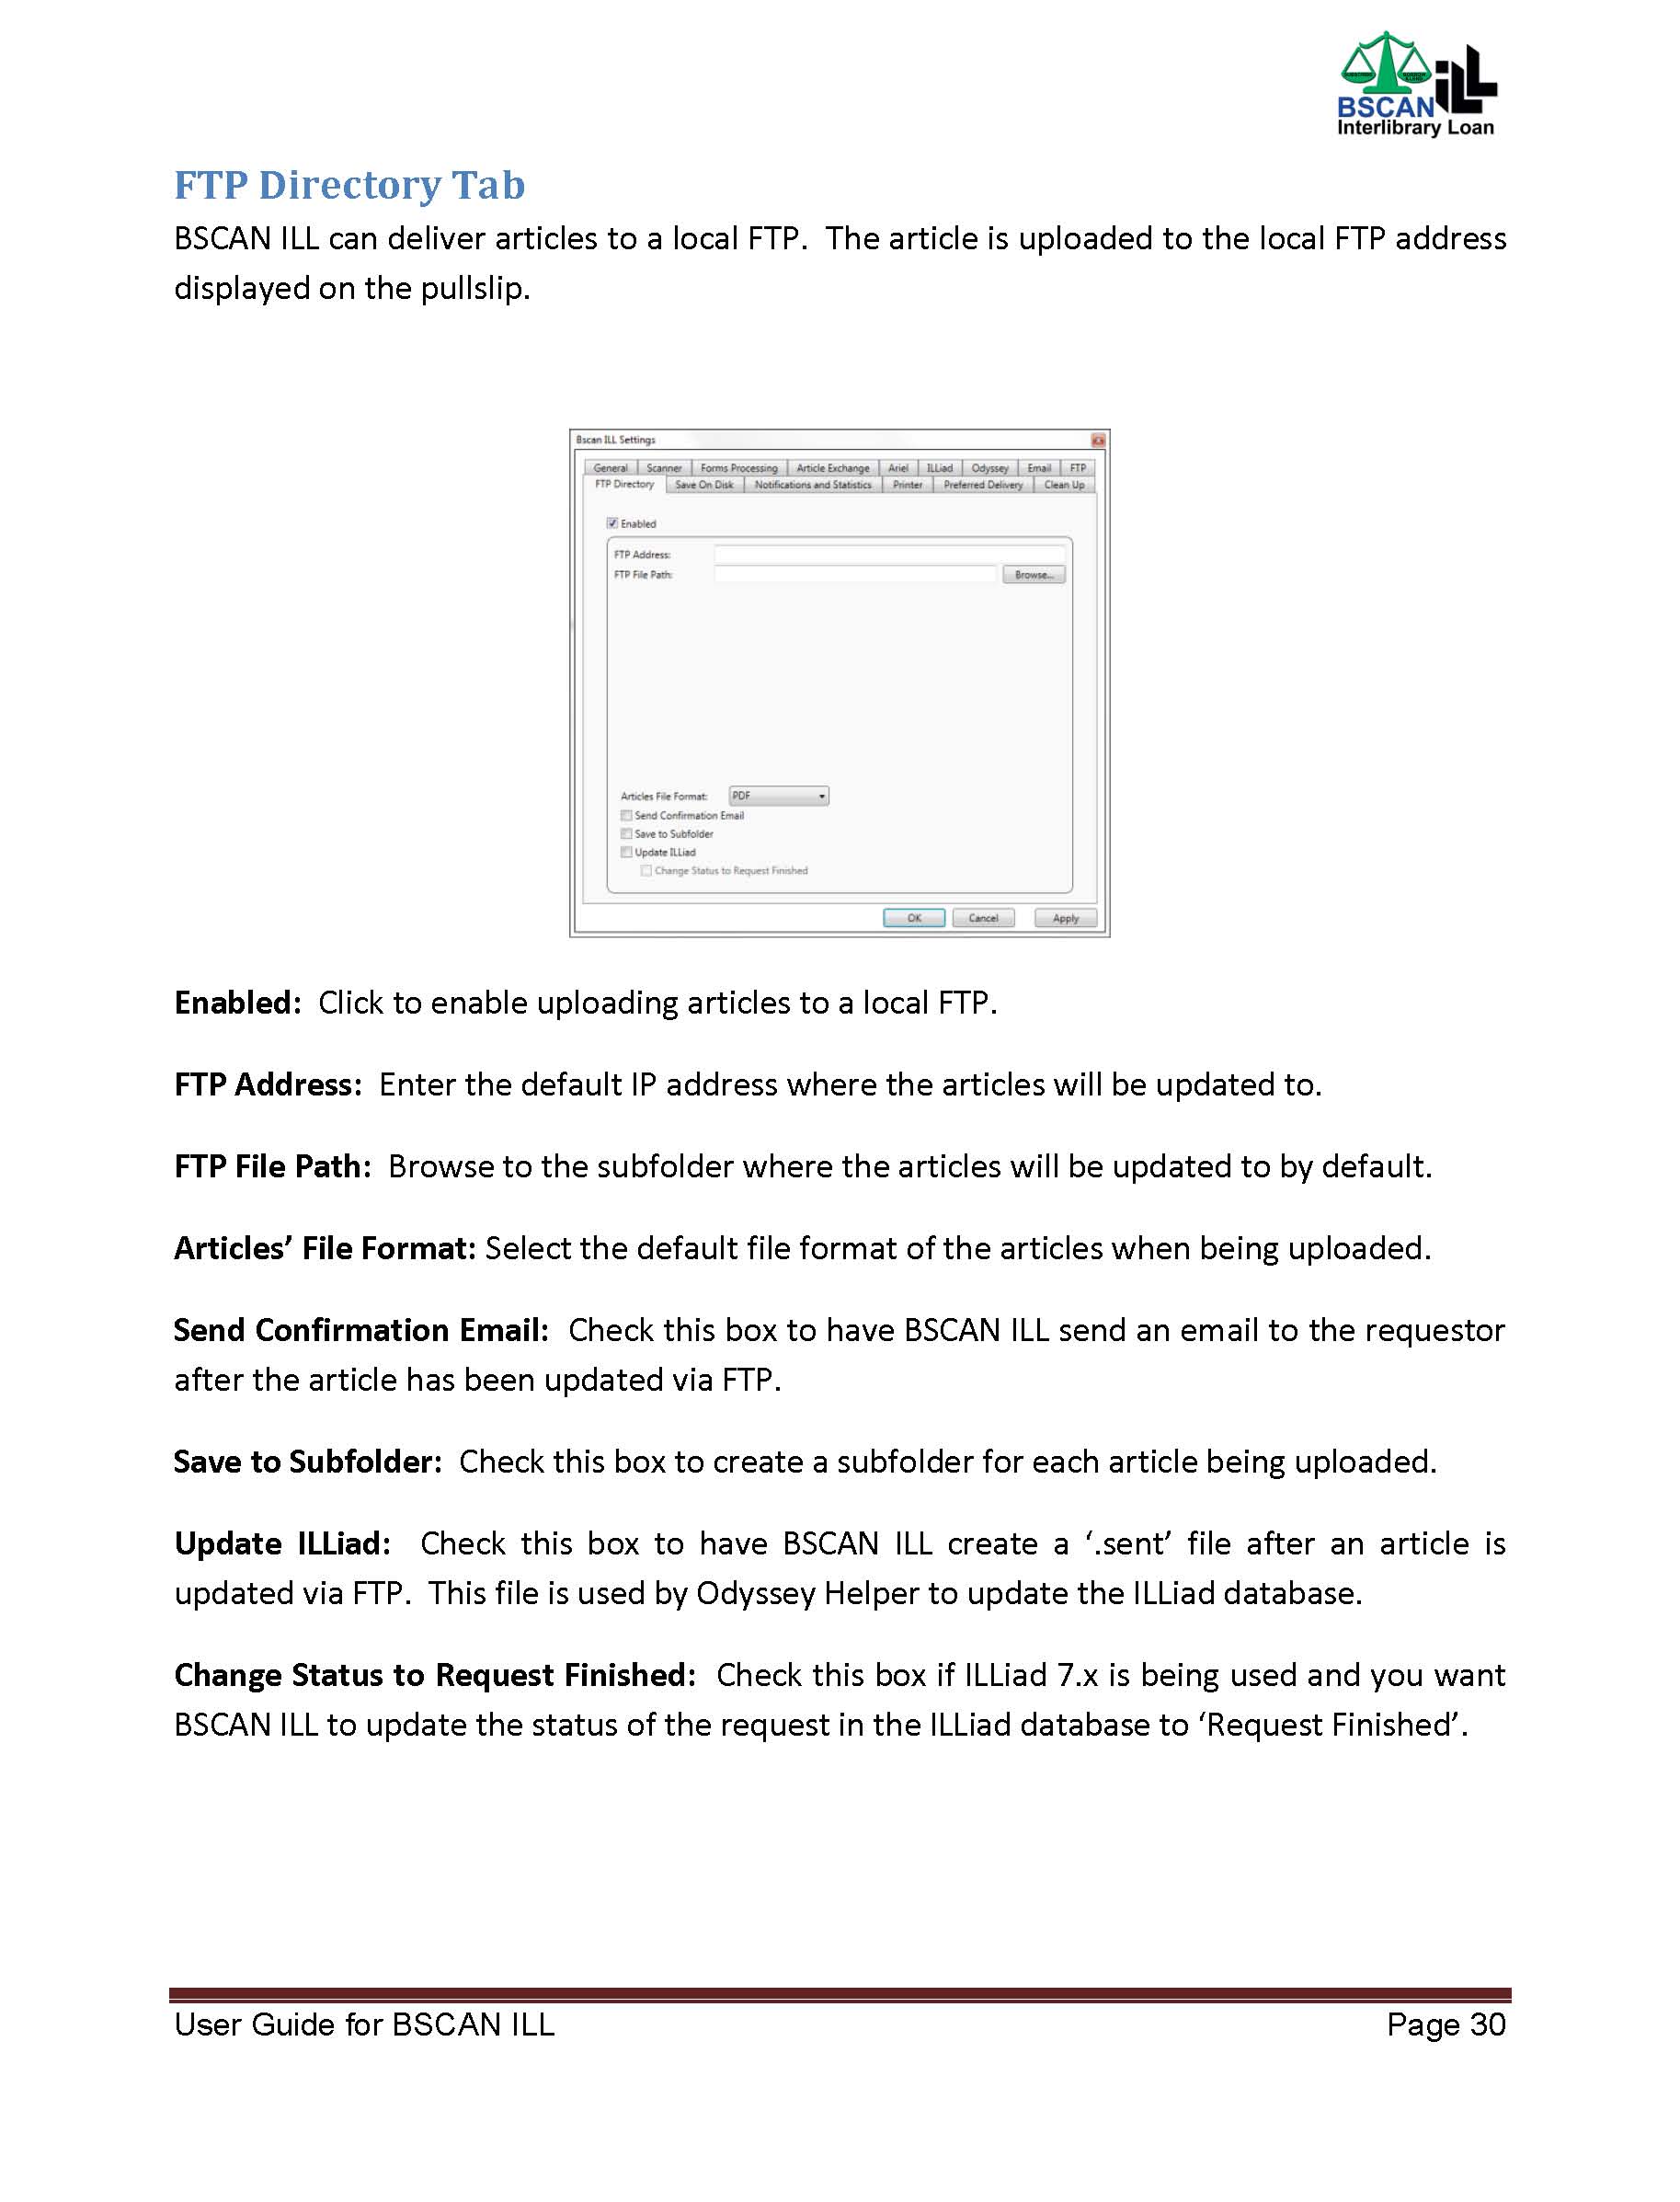 BSCAN ILL
Interlibrary Loan
FTP Directory Tab
BSCAN ILL can deliver articles to a local FTP.  The article is uploaded to the local FTP address
displayed on the pullslip.
Bscan ILL Settings
General Scanner Forms Processing Article Exchange Ariel ILLiad Odyssey Email FTP
FTP Directory Save On Disk Notifications and Statistics Printer Preferred Delivery Clean Up
Enabled
FTP Address:
FTP File Path: Browse...
Articles File Format: PDF
Send Confirmation Email
Save to Subfolder
Update ILLiad
Change Status to Request Finished
OK Cancel Apply
Enabled:  Click to enable uploading articles to a local FTP.
FTP Address:  Enter the default IP address where the articles will be updated to.
FTP File Path:  Browse to the subfolder where the articles will be updated to by default.
Articles’ File Format: Select the default file format of the articles when being uploaded.
Send Confirmation Email:  Check this box to have BSCAN ILL send an email to the requestor
after the article has been updated via FTP.
Save to Subfolder:  Check this box to create a subfolder for each article being uploaded.
Update ILLiad:  Check this box to have BSCAN ILL create a ‘.sent’ file after an article is
updated via FTP.  This file is used by Odyssey Helper to update the ILLiad database.
Change Status to Request Finished:  Check this box if ILLiad 7.x is being used and you want
BSCAN ILL to update the status of the request in the ILLiad database to ‘Request Finished’.
User Guide for BSCAN ILL Page 30